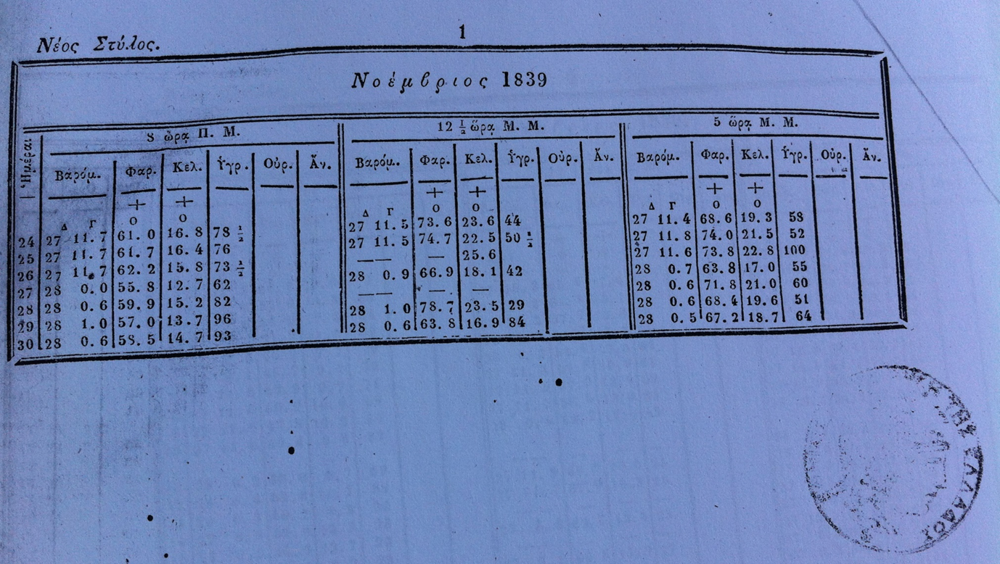 1
Νέος Στύλος.
Νοέμβριος 1839
Ἡμέραι.
8 ὥρᾳ Π. Μ. 12 ½ ὥρᾳ Μ. Μ. 5 ὥρᾳ Μ. Μ.
Βαρόμ. Φαρ. Κελ. Ὑγρ. Οὐρ. Ἄν. Βαρόμ. Φαρ. Κελ. Ὑγρ. Οὐρ. Ἄν. Βαρόμ. Φαρ. Κελ. Ὑγρ. Οὐρ. Ἄν.
+ + + + + +
Δ Γ ο ο Δ Γ ο ο Δ Γ ο ο
24 27 11.7 61.0 16.8 78 ½ 27 11.5 73.6 23.6 44 27 11.4 68.6 19.3 58
25 27 11.7 61.7 16.4 76 27 11.5 74.7 22.5 50 ½ 27 11.8 74.0 21.5 52
26 27 11.7 62.2 15.8 73 ½ —— — 25.6 27 11.6 73.8 22.8 100
27 28 0.0 55.8 12.7 62 28 0.9 66.9 18.1 42 28 0.7 63.8 17.0 55
28 28 0.6 59.9 15.2 82 —— — — 28 0.6 71.8 21.0 60
29 28 1.0 57.0 13.7 96 28 1.0 78.7 23.5 29 28 0.6 68.4 19.6 51
30 28 0.6 58.5 14.7 93 28 0.6 63.8 16.9 84 28 0.5 67.2 18.7 64
ΤΗΣ ΕΛΛΑΔΟΣ